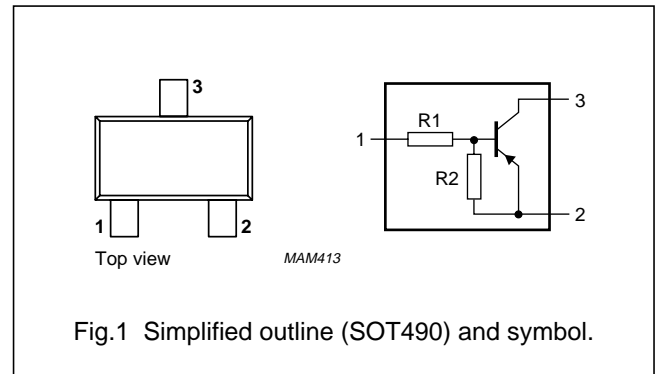 3
1
2
Top view
MAM413
R1
R2
1
3
2
Fig.1 Simplified outline (SOT490) and symbol.